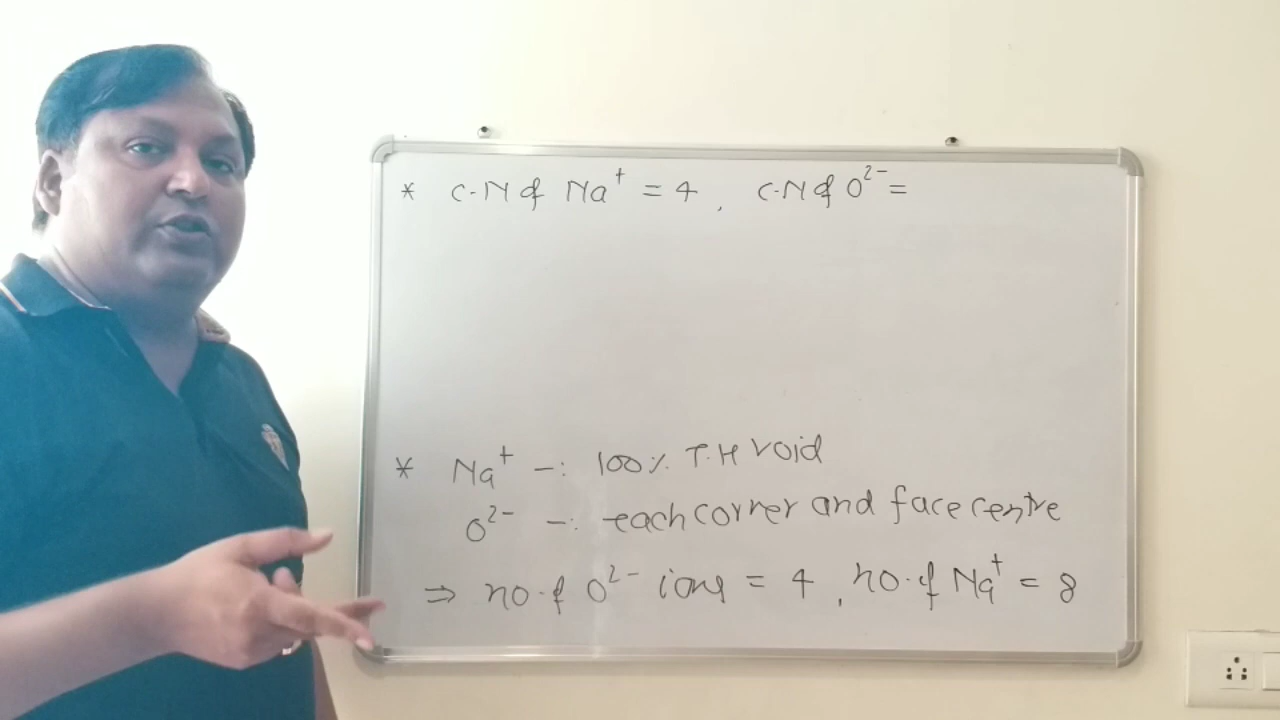 * C.N of Na⁺ = 4 , C.N of O²⁻ =
* Na⁺ -: 100% T.H void
O²⁻ -: each corner and face centre
⇒ no. of O²⁻ ions = 4 , no. of Na⁺ = 8